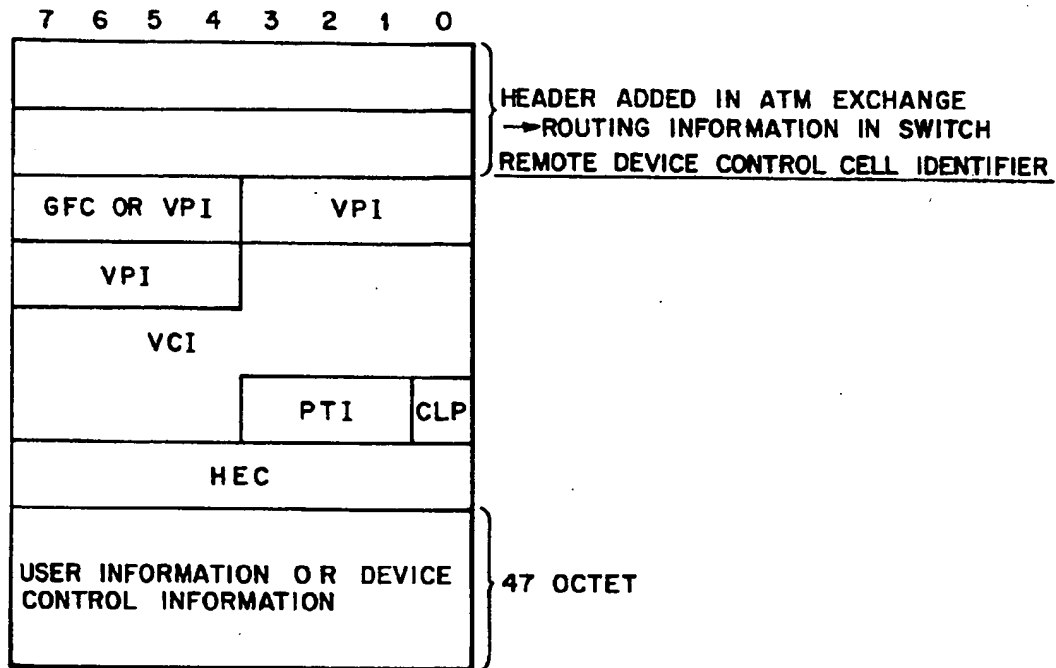 7 6 5 4 3 2 1 0
HEADER ADDED IN ATM EXCHANGE
→ROUTING INFORMATION IN SWITCH
REMOTE DEVICE CONTROL CELL IDENTIFIER
GFC OR VPI VPI
VPI
VCI
PTI CLP
HEC
USER INFORMATION OR DEVICE
CONTROL INFORMATION
47 OCTET